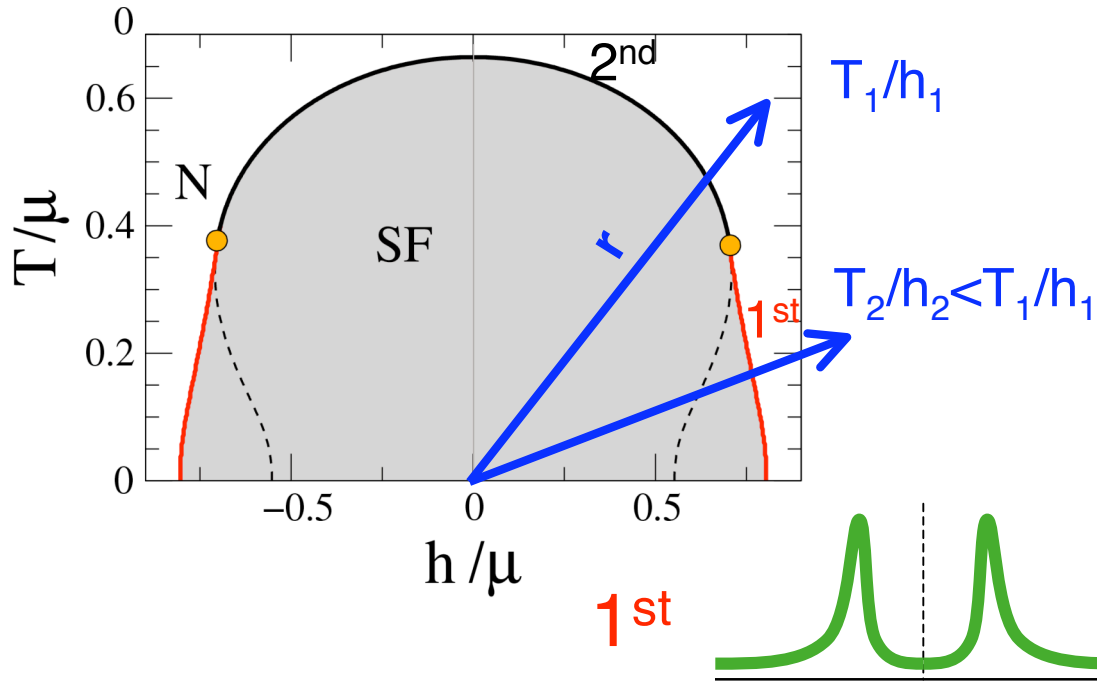 0
2nd
T1/h1
0.6
N
T/μ
0.4
SF
r
T2/h2<T1/h1
1st
0.2
0
−0.5
0
0.5
h/μ
1st